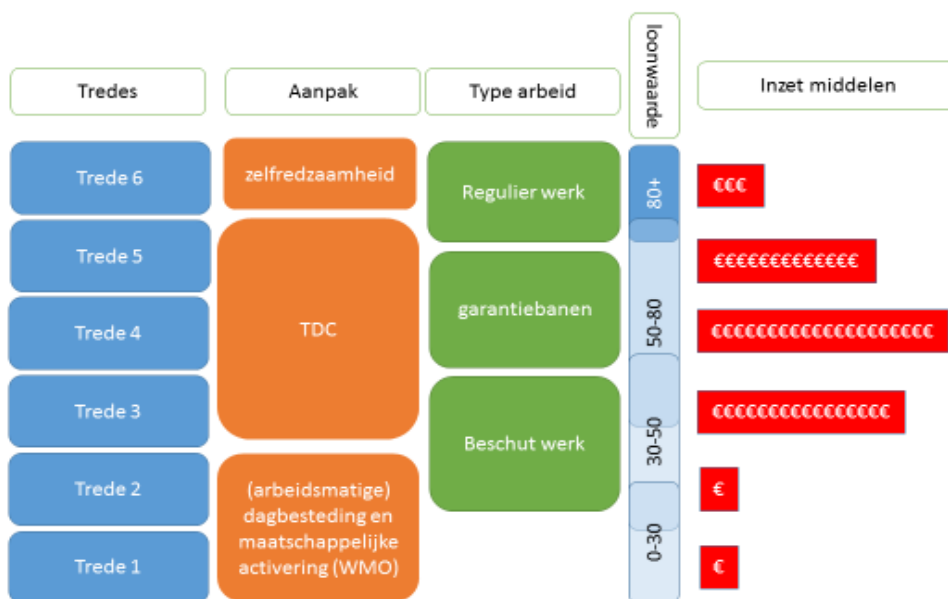 Tredes
Aanpak
Type arbeid
loonwaarde
Inzet middelen
Trede 6
zelfredzaamheid
Regulier werk
80+
€€€
Trede 5
€€€€€€€€€€€€€
Trede 4
TDC
garantiebanen
50-80
€€€€€€€€€€€€€€€€€€€€
Trede 3
Beschut werk
30-50
€€€€€€€€€€€€€€€€
Trede 2
(arbeidsmatige)
dagbesteding en
maatschappelijke
activering (WMO)
€
Trede 1
0-30
€